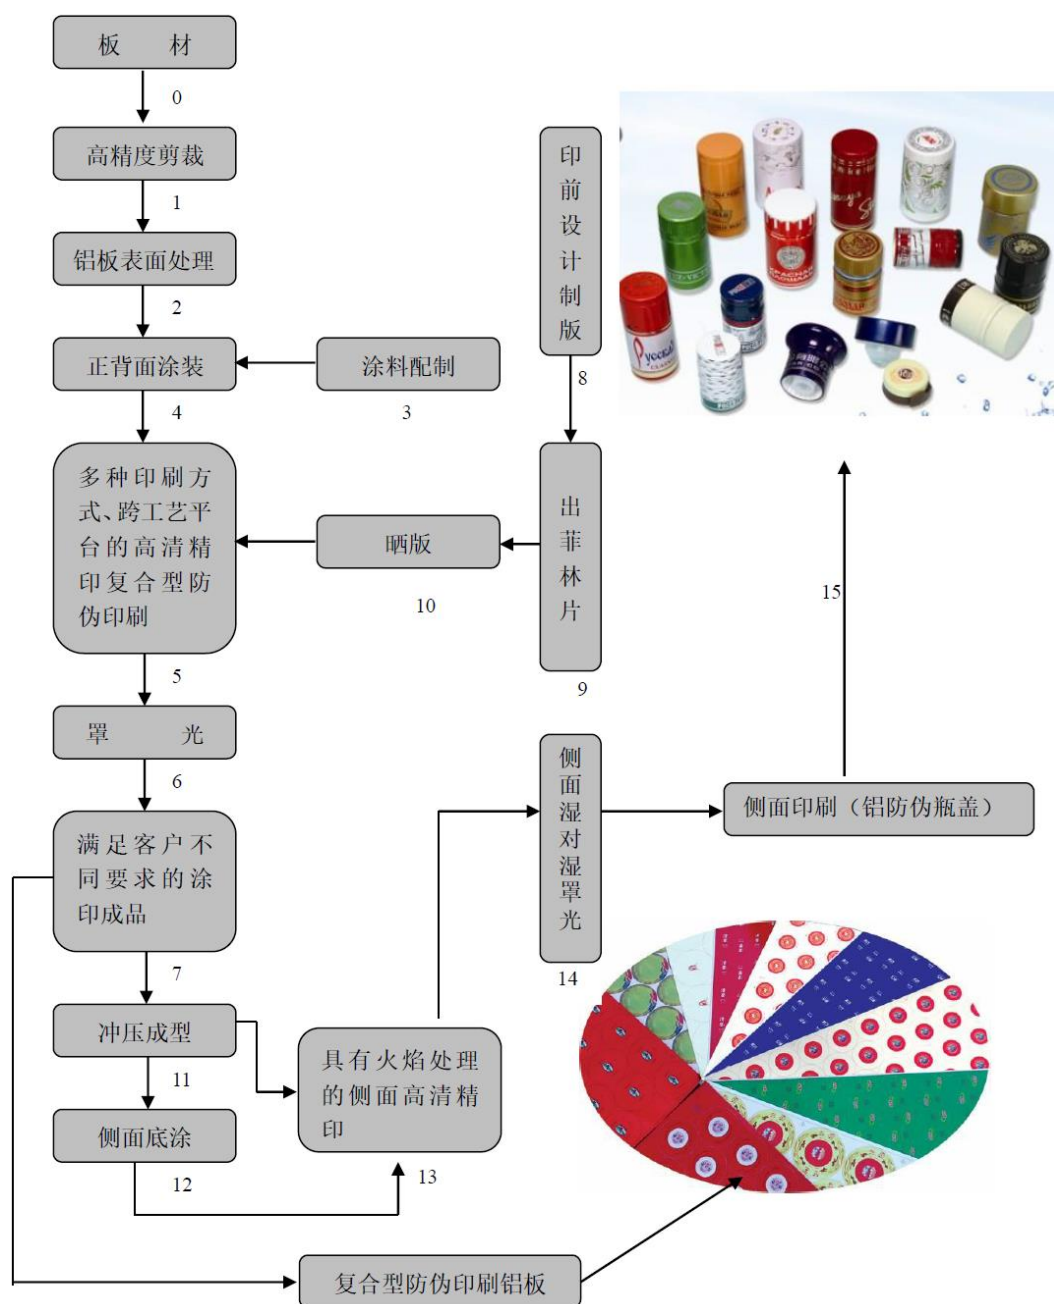 板 材
0
高精度剪裁
1
铝板表面处理
2
正背面涂装
涂料配制
3
4
多种印刷方
式、跨工艺平
台的高清精
印复合型防
伪印刷
印
前
设
计
制
版
8
出
菲
林
片
9
晒版
10
5
罩 光
6
满足客户不
同要求的涂
印成品
7
冲压成型
11
侧面底涂
12
具有火焰处理
的侧面高清精
印
13
侧
面
湿
对
湿
罩
光
14
侧面印刷（铝防伪瓶盖）
15
复合型防伪印刷铝板